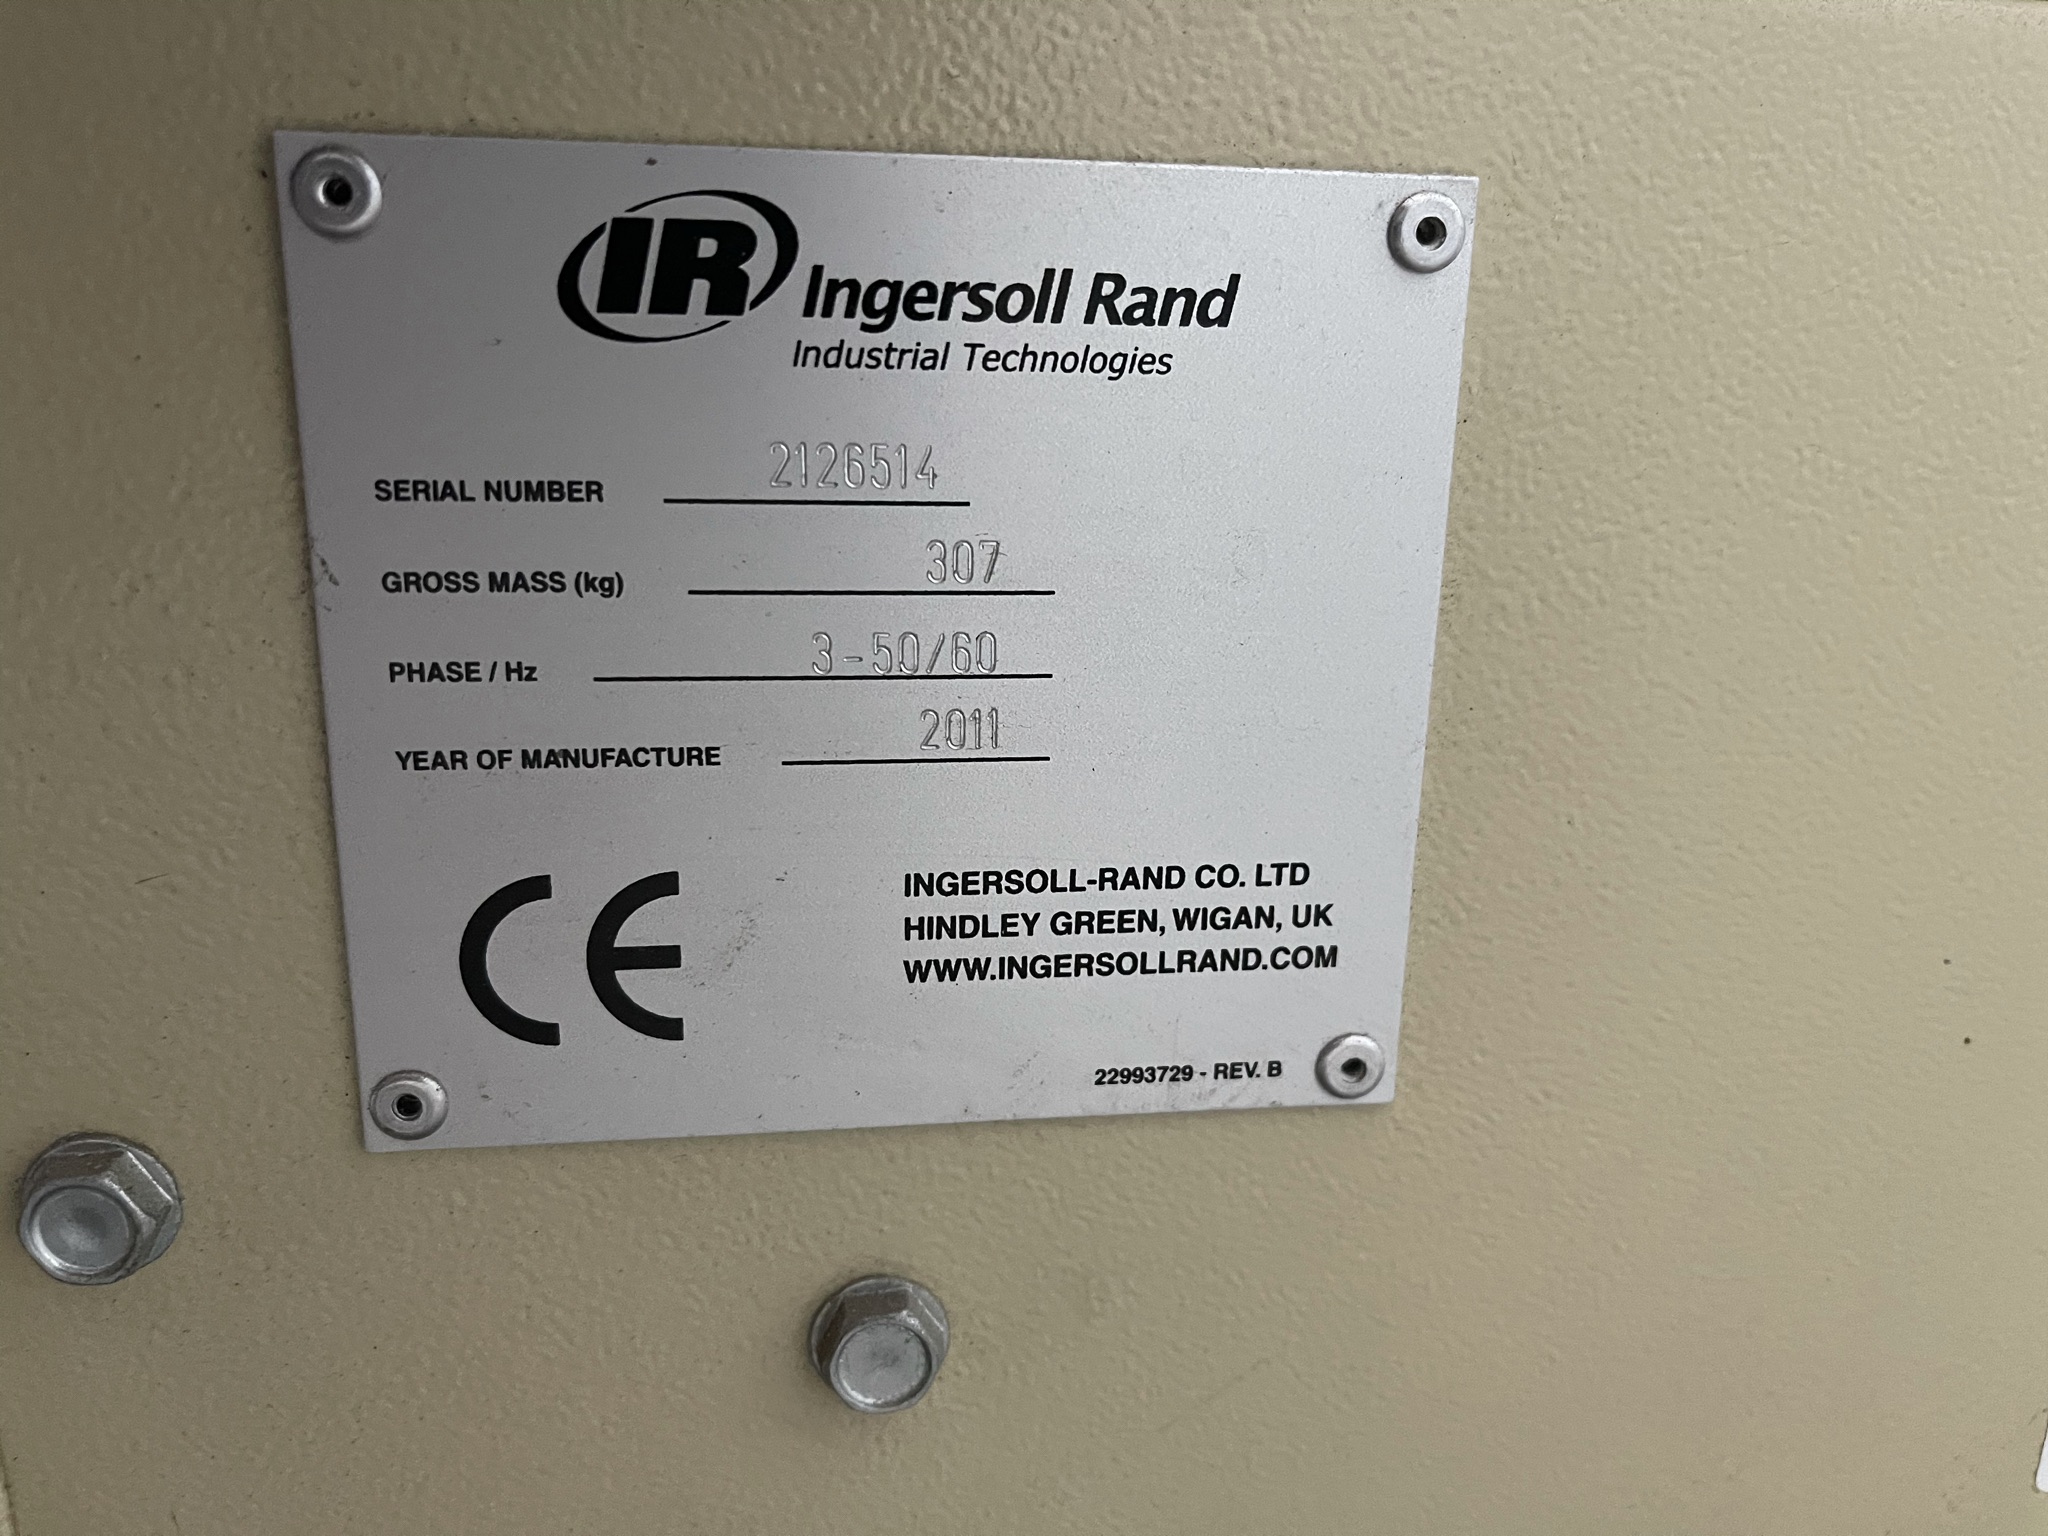 IR Ingersoll Rand
Industrial Technologies
SERIAL NUMBER 2126514
GROSS MASS (kg) 307
PHASE / Hz 3-50/60
YEAR OF MANUFACTURE 2011
CE
INGERSOLL-RAND CO. LTD
HINDLEY GREEN, WIGAN, UK
WWW.INGERSOLLRAND.COM
22993729 - REV. B